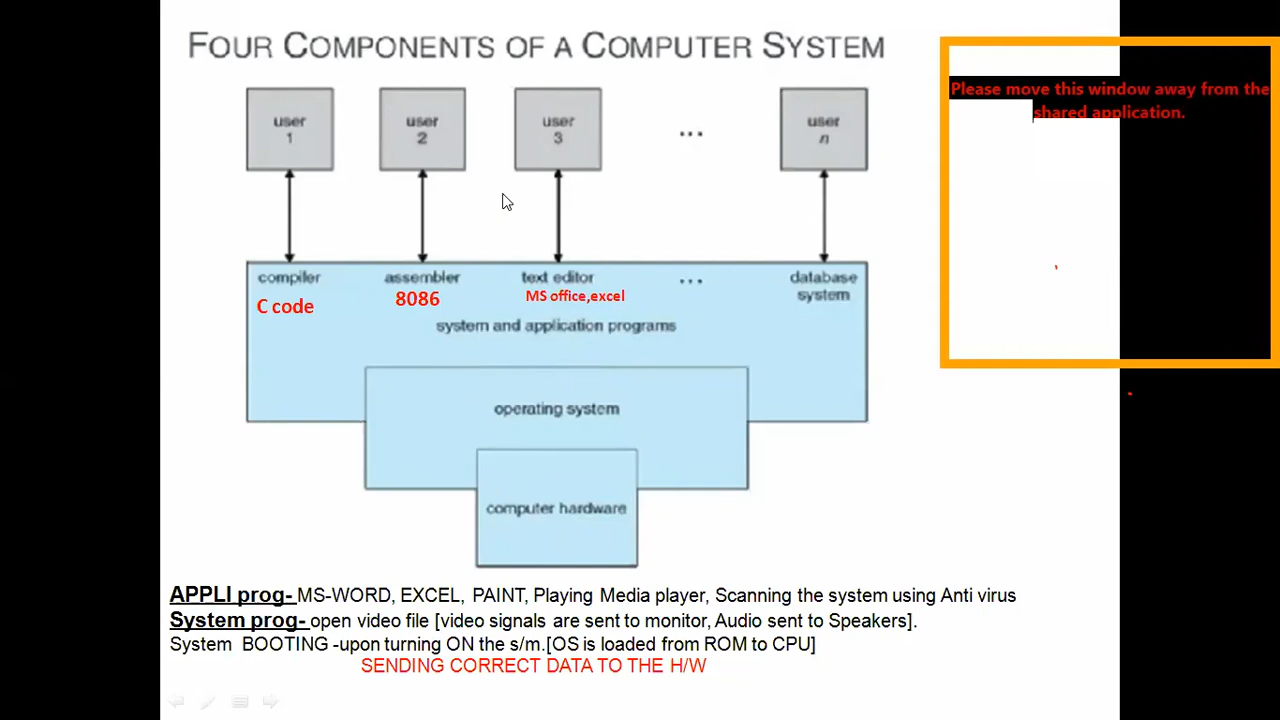 FOUR COMPONENTS OF A COMPUTER SYSTEM
Please move this window away from the
shared application.
user
1
user
2
user
3
...
user
n
compiler
C code
assembler
8086
text editor
MS office,excel
...
database
system
system and application programs
operating system
computer hardware
APPLI prog- MS-WORD, EXCEL, PAINT, Playing Media player, Scanning the system using Anti virus
System prog- open video file [video signals are sent to monitor, Audio sent to Speakers].
System BOOTING -upon turning ON the s/m.[OS is loaded from ROM to CPU]
SENDING CORRECT DATA TO THE H/W